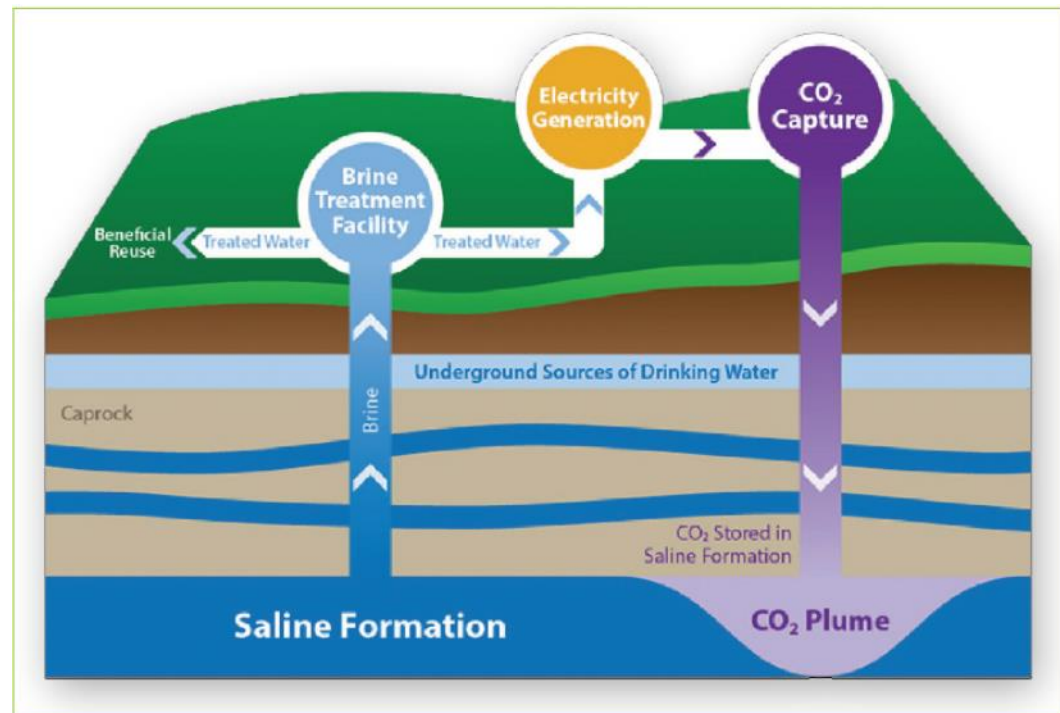 Electricity
Generation
CO₂
Capture
Brine
Treatment
Facility
Beneficial
Reuse
Treated Water
Treated Water
Underground Sources of Drinking Water
Caprock
Brine
CO₂ Stored in
Saline Formation
Saline Formation
CO₂ Plume